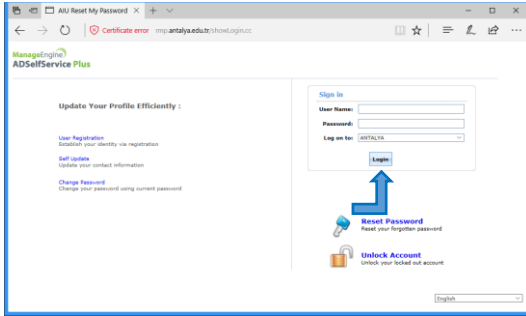 AIU Reset My Password
Certificate error rmp.antalya.edu.tr/showLogin.cc
ManageEngine
ADSelfService Plus
Update Your Profile Efficiently :
User Registration
Establish your identity via registration
Self Update
Update your contact information
Change Password
Change your password using current password
Sign in
User Name:
Password:
Log on to: ANTALYA
Login
Reset Password
Reset your forgotten password
Unlock Account
Unlock your locked out account
English